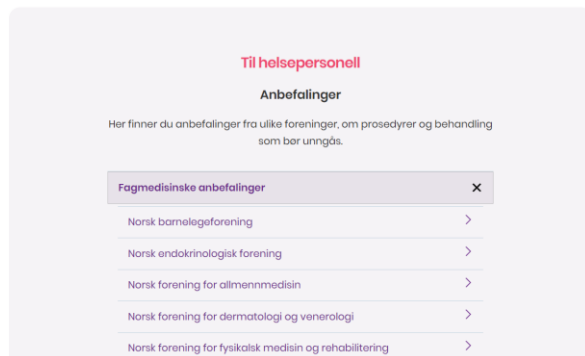 Til helsepersonell
Anbefalinger
Her finner du anbefalinger fra ulike foreninger, om prosedyrer og behandling
som bør unngås.
Fagmedisinske anbefalinger
Norsk barnelegeforening
Norsk endokrinologisk forening
Norsk forening for allmennmedisin
Norsk forening for dermatologi og venerologi
Norsk forening for fysikalsk medisin og rehabilitering